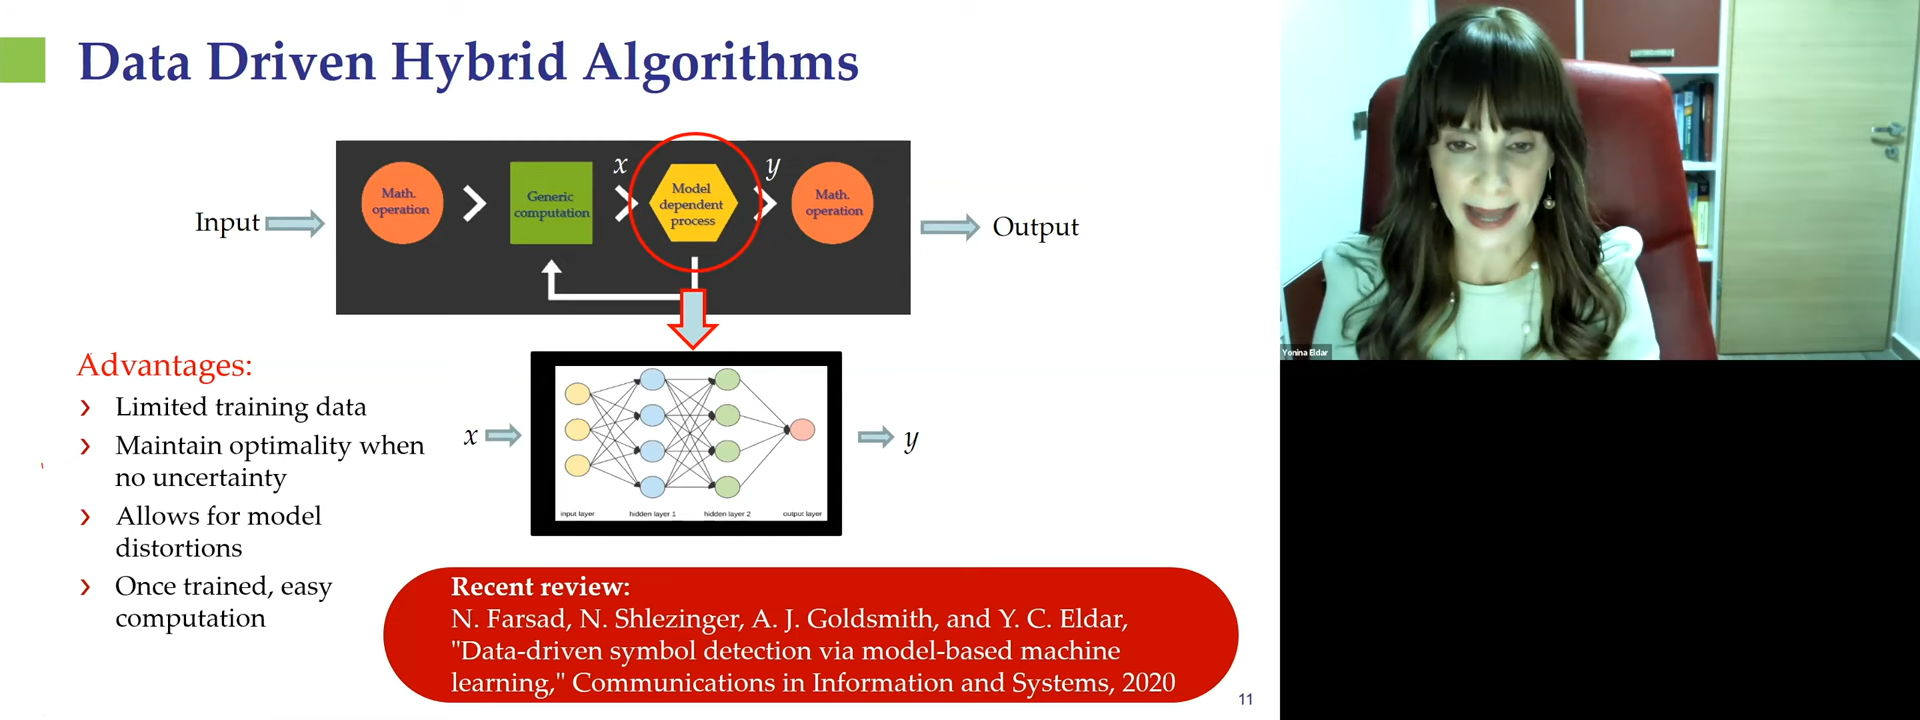 Data Driven Hybrid Algorithms
Input
Math.
operation
Generic
computation
x
Model
dependent
process
y
Math.
operation
Output
Advantages:
Limited training data
Maintain optimality when
no uncertainty
Allows for model
distortions
Once trained, easy
computation
x
input layer
hidden layer 1
hidden layer 2
output layer
y
Recent review:
N. Farsad, N. Shlezinger, A. J. Goldsmith, and Y. C. Eldar,
"Data-driven symbol detection via model-based machine
learning," Communications in Information and Systems, 2020
11
Yonina Eldar